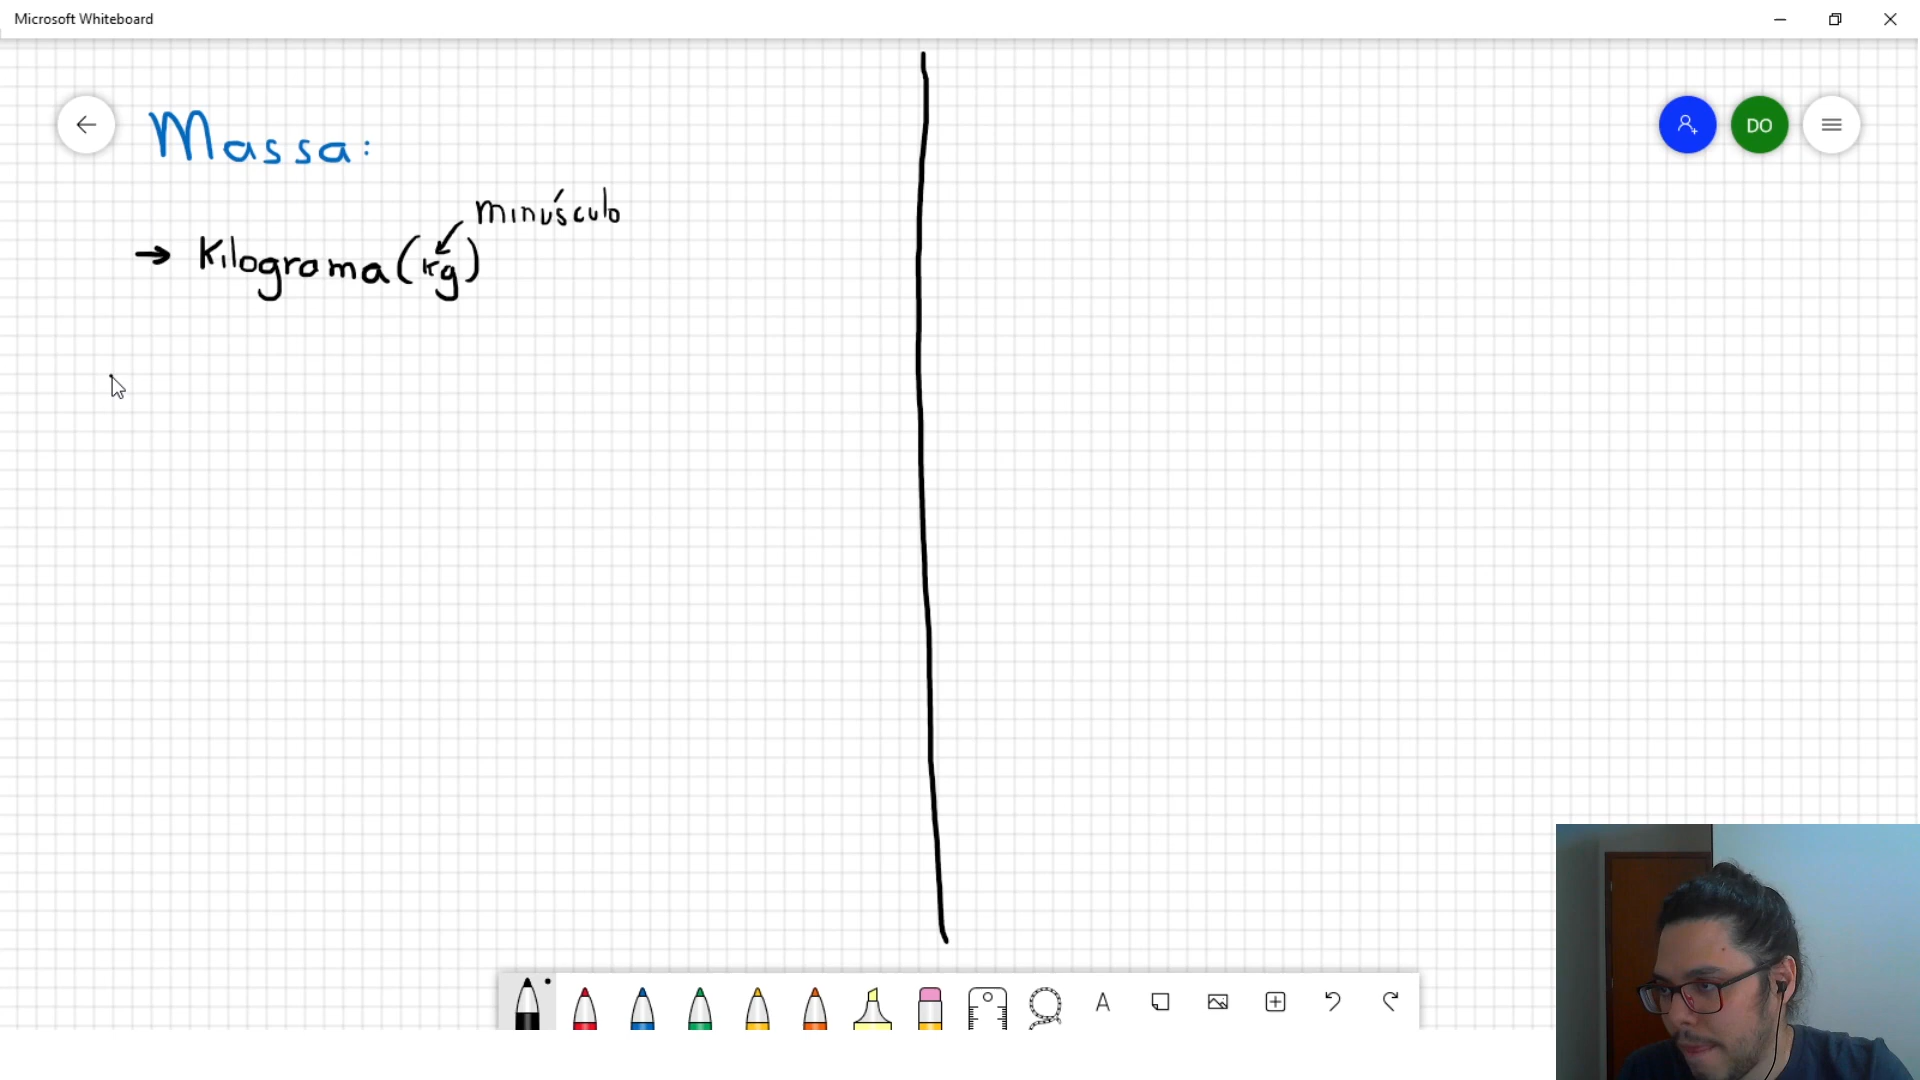 Microsoft Whiteboard
Massa:
minúsculo
→ Kilograma (kg)
DO
A